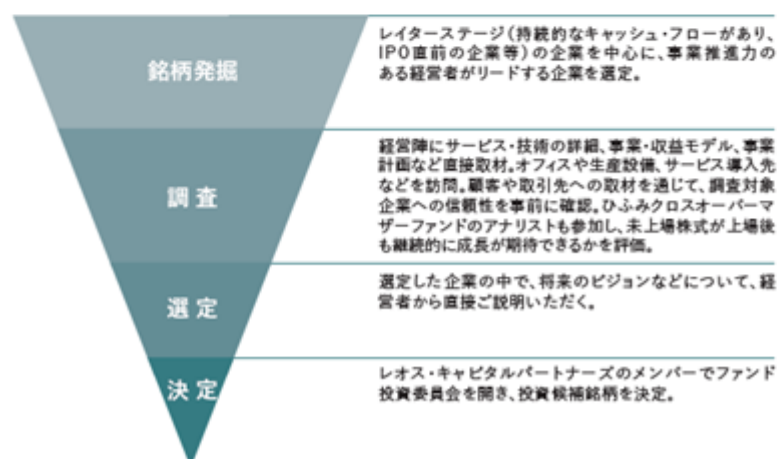 銘柄発掘
レイターステージ（持続的なキャッシュ・フローがあり、
IPO直前の企業等）の企業を中心に、事業推進力の
ある経営者がリードする企業を選定。
調査
経営陣にサービス・技術の詳細、事業・収益モデル、事業
計画など直接取材。オフィスや生産設備、サービス導入先
などを訪問。顧客や取引先への取材を通じて、調査対象
企業への信頼性を事前に確認。ひふみクロスオーバーマ
ザーファンドのアナリストも参加し、未上場株式が上場後
も継続的に成長が期待できるかを評価。
選定
選定した企業の中で、将来のビジョンなどについて、経
営者から直接ご説明いただく。
決定
レオス・キャピタルパートナーズのメンバーでファンド
投資委員会を開き、投資候補銘柄を決定。